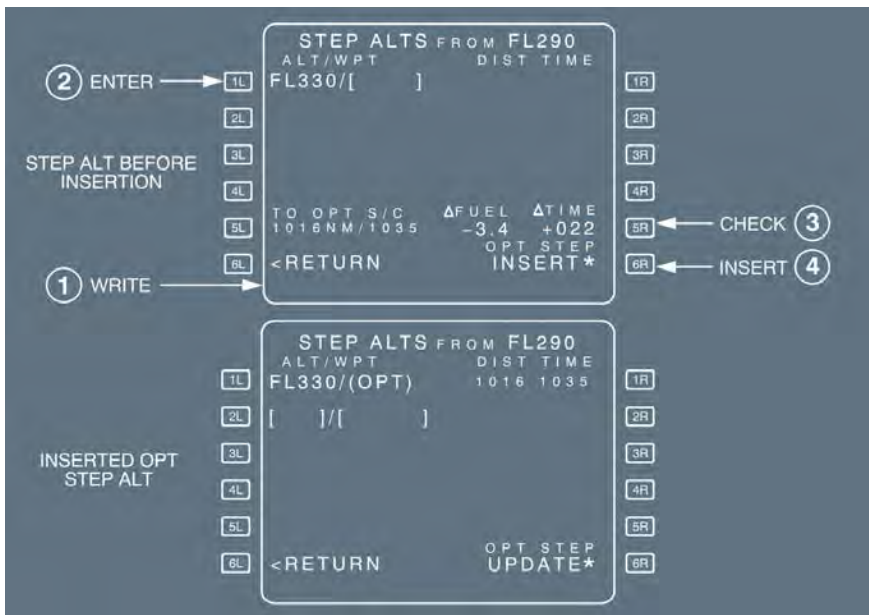 STEP ALTS FROM FL290
ALT/WPT DIST TIME
2 ENTER 1L FL330/[ ] 1R
2L 2R
STEP ALT BEFORE
INSERTION
3L 3R
4L 4R
TO OPT S/C ΔFUEL ΔTIME
5L 1016NM/1035 -3.4 +022 5R CHECK 3
OPT STEP
6L <RETURN INSERT* 6R INSERT 4
1 WRITE
STEP ALTS FROM FL290
ALT/WPT DIST TIME
1L FL330/(OPT) 1016 1035 1R
2L [ ]/[ ] 2R
INSERTED OPT
STEP ALT
3L 3R
4L 4R
5L 5R
OPT STEP
6L <RETURN UPDATE* 6R